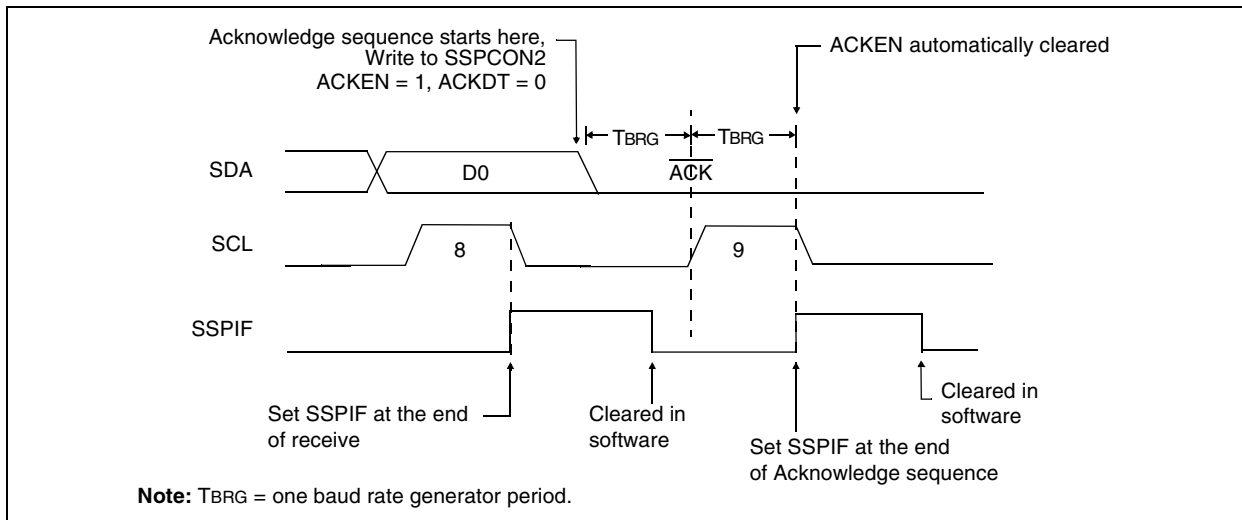 Acknowledge sequence starts here,
Write to SSPCON2
ACKEN = 1, ACKDT = 0
ACKEN automatically cleared
TBRG
TBRG
SDA
D0
ACK
SCL
8
9
SSPIF
Set SSPIF at the end
of receive
Cleared in
software
Set SSPIF at the end
of Acknowledge sequence
Cleared in
software
Note: TBRG = one baud rate generator period.